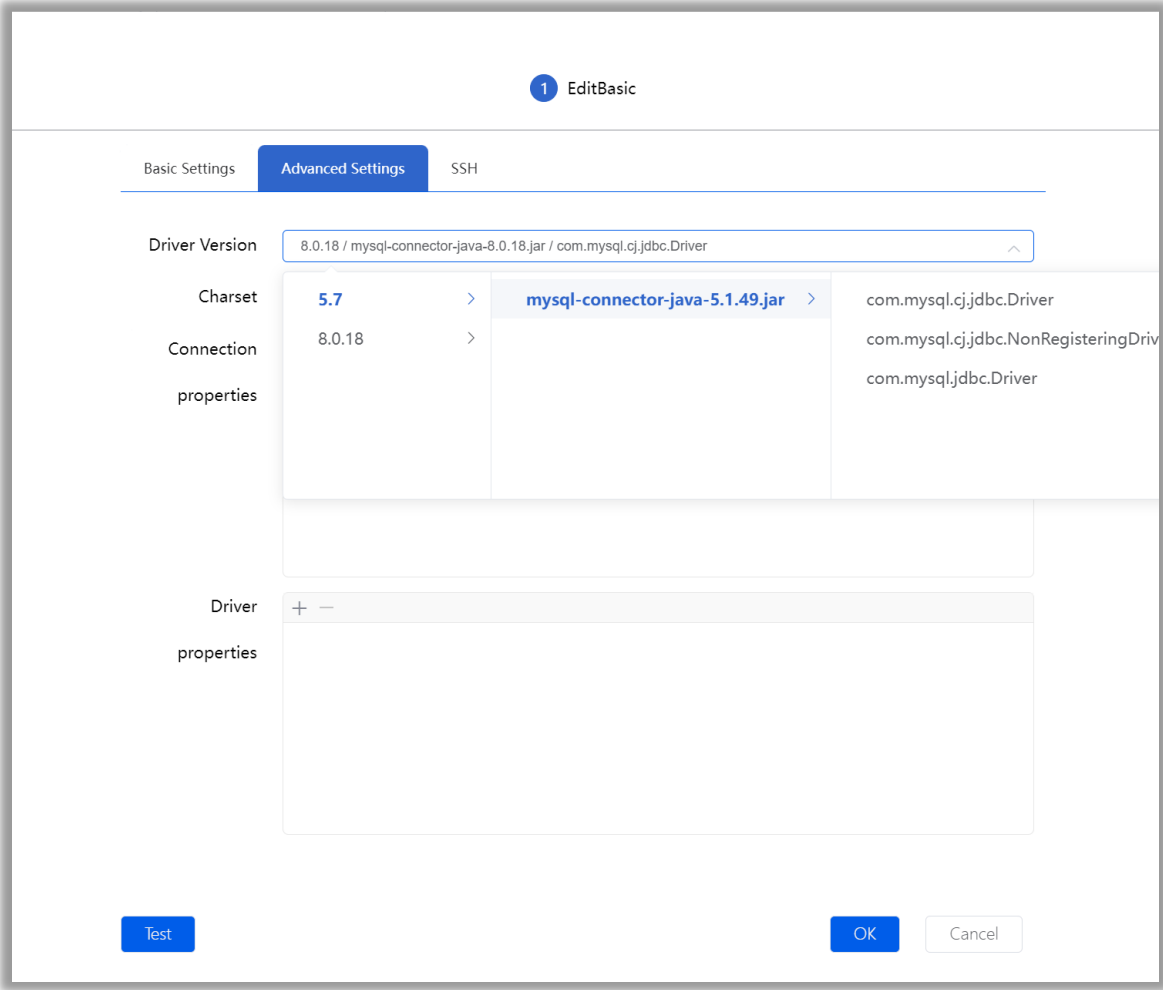 1 EditBasic
Basic Settings Advanced Settings SSH
Driver Version 8.0.18 / mysql-connector-java-8.0.18.jar / com.mysql.cj.jdbc.Driver
Charset 5.7 mysql-connector-java-5.1.49.jar com.mysql.cj.jdbc.Driver
8.0.18 com.mysql.cj.jdbc.NonRegisteringDriv
Connection
com.mysql.jdbc.Driver
properties
Driver
properties
Test OK Cancel